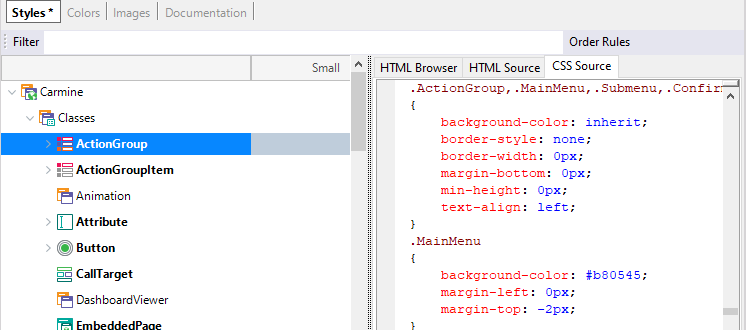 Styles * Colors Images Documentation
Filter Order Rules
Small
HTML Browser HTML Source CSS Source
Carmine
Classes
ActionGroup
ActionGroupItem
Animation
Attribute
Button
CallTarget
DashboardViewer
EmbeddedPage
.ActionGroup,.MainMenu,.Submenu,.Confir
{
background-color: inherit;
border-style: none;
border-width: 0px;
margin-bottom: 0px;
min-height: 0px;
text-align: left;
}
.MainMenu
{
background-color: #b80545;
margin-left: 0px;
margin-top: -2px;
}